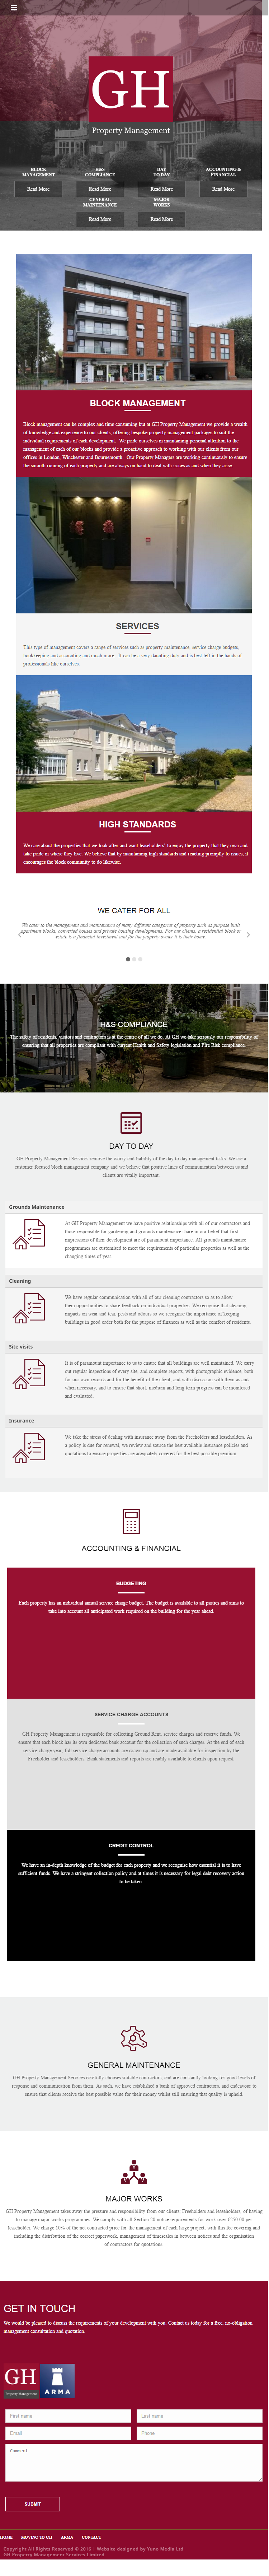 GH
Property Management
BLOCK
MANAGEMENT
Read More
H&S
COMPLIANCE
Read More
DAY
TO DAY
Read More
ACCOUNTING &
FINANCIAL
Read More
GENERAL
MAINTENANCE
Read More
MAJOR
WORKS
Read More
BLOCK MANAGEMENT
Block management can be complex and time consuming but at GH Property Management we provide a wealth
of knowledge and experience to our clients, offering bespoke property management packages to suit the
individual requirements of each development. We pride ourselves in maintaining personal attention to the
management of each of our blocks and provide a proactive approach to working with our clients from our
offices in London, Winchester and Bournemouth. Our Property Managers are working continuously to ensure
the smooth running of each property and are always on hand to deal with issues as and when they arise.
SERVICES
This type of management covers a range of services such as property maintenance, service charge budgets,
bookkeeping and accounting and much more. It can be a very daunting duty and is best left in the hands of
professionals like ourselves.
HIGH STANDARDS
We care about the properties that we look after and want leaseholders' to enjoy the property that they own and
take pride in where they live. We believe that by maintaining high standards and reacting promptly to issues, it
encourages the block community to do likewise.
WE CATER FOR ALL
We cater to the management and maintenance of many different categories of property such as purpose built
apartment blocks, converted houses and private housing developments. For our clients, a residential block or
estate is a financial investment and for the property owner it is their home.
H&S COMPLIANCE
The safety of residents, visitors and contractors is at the centre of all we do. At GH we take seriously our responsibility of
ensuring that all properties are compliant with current Health and Safety legislation and Fire Risk compliance.
DAY TO DAY
GH Property Management Services remove the worry and liability of the day to day management tasks. We are a
customer focused block management company and we believe that positive lines of communication between us and
clients are vitally important.
Grounds Maintenance
At GH Property Management we have positive relationships with all of our contractors and
those responsible for gardening and grounds maintenance share in our belief that first
impressions of their development are of paramount importance. All grounds maintenance
programmes are customised to meet the requirements of particular properties as well as the
changing times of year.
Cleaning
We have regular communication with all of our cleaning contractors so as to allow
them opportunities to share feedback on individual properties. We recognise that cleaning
impacts on wear and tear, pests and odours so we recognise the importance of keeping
buildings in good order both for the purpose of finances as well as the comfort of residents.
Site visits
It is of paramount importance to us to ensure that all buildings are well maintained. We carry
out regular inspections of every site, and complete reports, with photographic evidence, both
for our own records and for the benefit of the client, and with discussion with them as and
when necessary, and to ensure that short, medium and long term progress can be monitored
and evaluated.
Insurance
We take the stress of dealing with insurance away from the Freeholders and leaseholders. As
a policy is due for renewal, we review and source the best available insurance policies and
quotations to ensure properties are adequately covered for the best possible premium.
ACCOUNTING & FINANCIAL
BUDGETING
Each property has an individual annual service charge budget. The budget is available to all parties and aims to
take into account all anticipated work required on the building for the year ahead.
SERVICE CHARGE ACCOUNTS
GH Property Management is responsible for collecting Ground Rent, service charges and reserve funds. We
ensure that each block has its own dedicated bank account for the collection of such charges. At the end of each
service charge year, full service charge accounts are drawn up and are made available for inspection by the
Freeholder and leaseholders. Bank statements and reports are readily available to clients upon request.
CREDIT CONTROL
We have an in-depth knowledge of the budget for each property and we recognise how essential it is to have
sufficient funds. We have a stringent collection policy and at times it is necessary for legal debt recovery action
to be taken.
GENERAL MAINTENANCE
GH Property Management Services carefully choose suitable contractors, and are constantly looking for good levels of
response and communication from them. As such, we have established a bank of approved contractors, and endeavour to
ensure that clients receive the best possible value for their money whilst still ensuring that quality is upheld.
MAJOR WORKS
GH Property Management takes away the pressure and responsibility from our clients, Freeholders and leaseholders, of having
to manage major works programmes. We comply with all Section 20 notice requirements for work over £250.00 per
leaseholder. We charge 10% of the net contracted price for the management of each large project, with this fee covering and
including the distribution of the correct paperwork, management of timescales in between notices and the organisation
of contractors for quotations.
GET IN TOUCH
We would be pleased to discuss the requirements of your development with you. Contact us today for a free, no-obligation
management consultation and quotation.
GH
Property Management
ARMA
First name
Last name
Email
Phone
Comment
SUBMIT
HOME
MOVING TO GH
ARMA
CONTACT
Copyright All Rights Reserved © 2016 | Website designed by Yuna Media Ltd
GH Property Management Services Limited